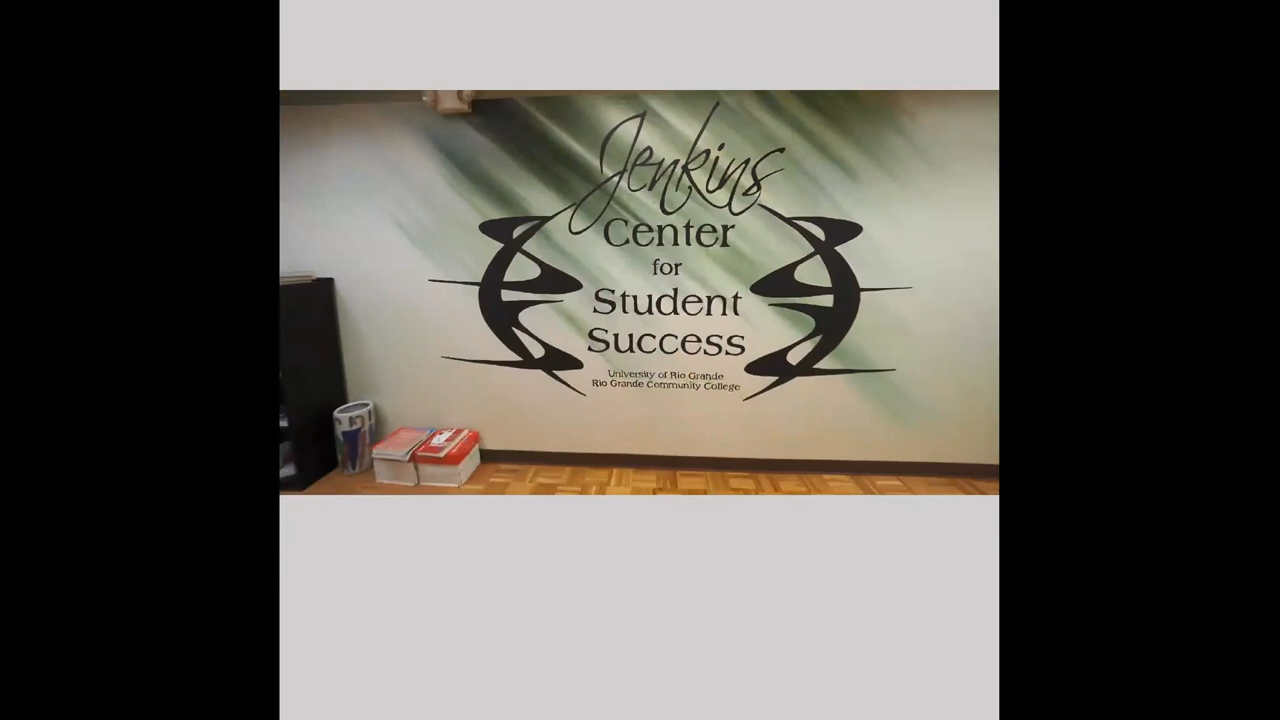 Jenkins
Center
for
Student
Success
University of Rio Grande
Rio Grande Community College